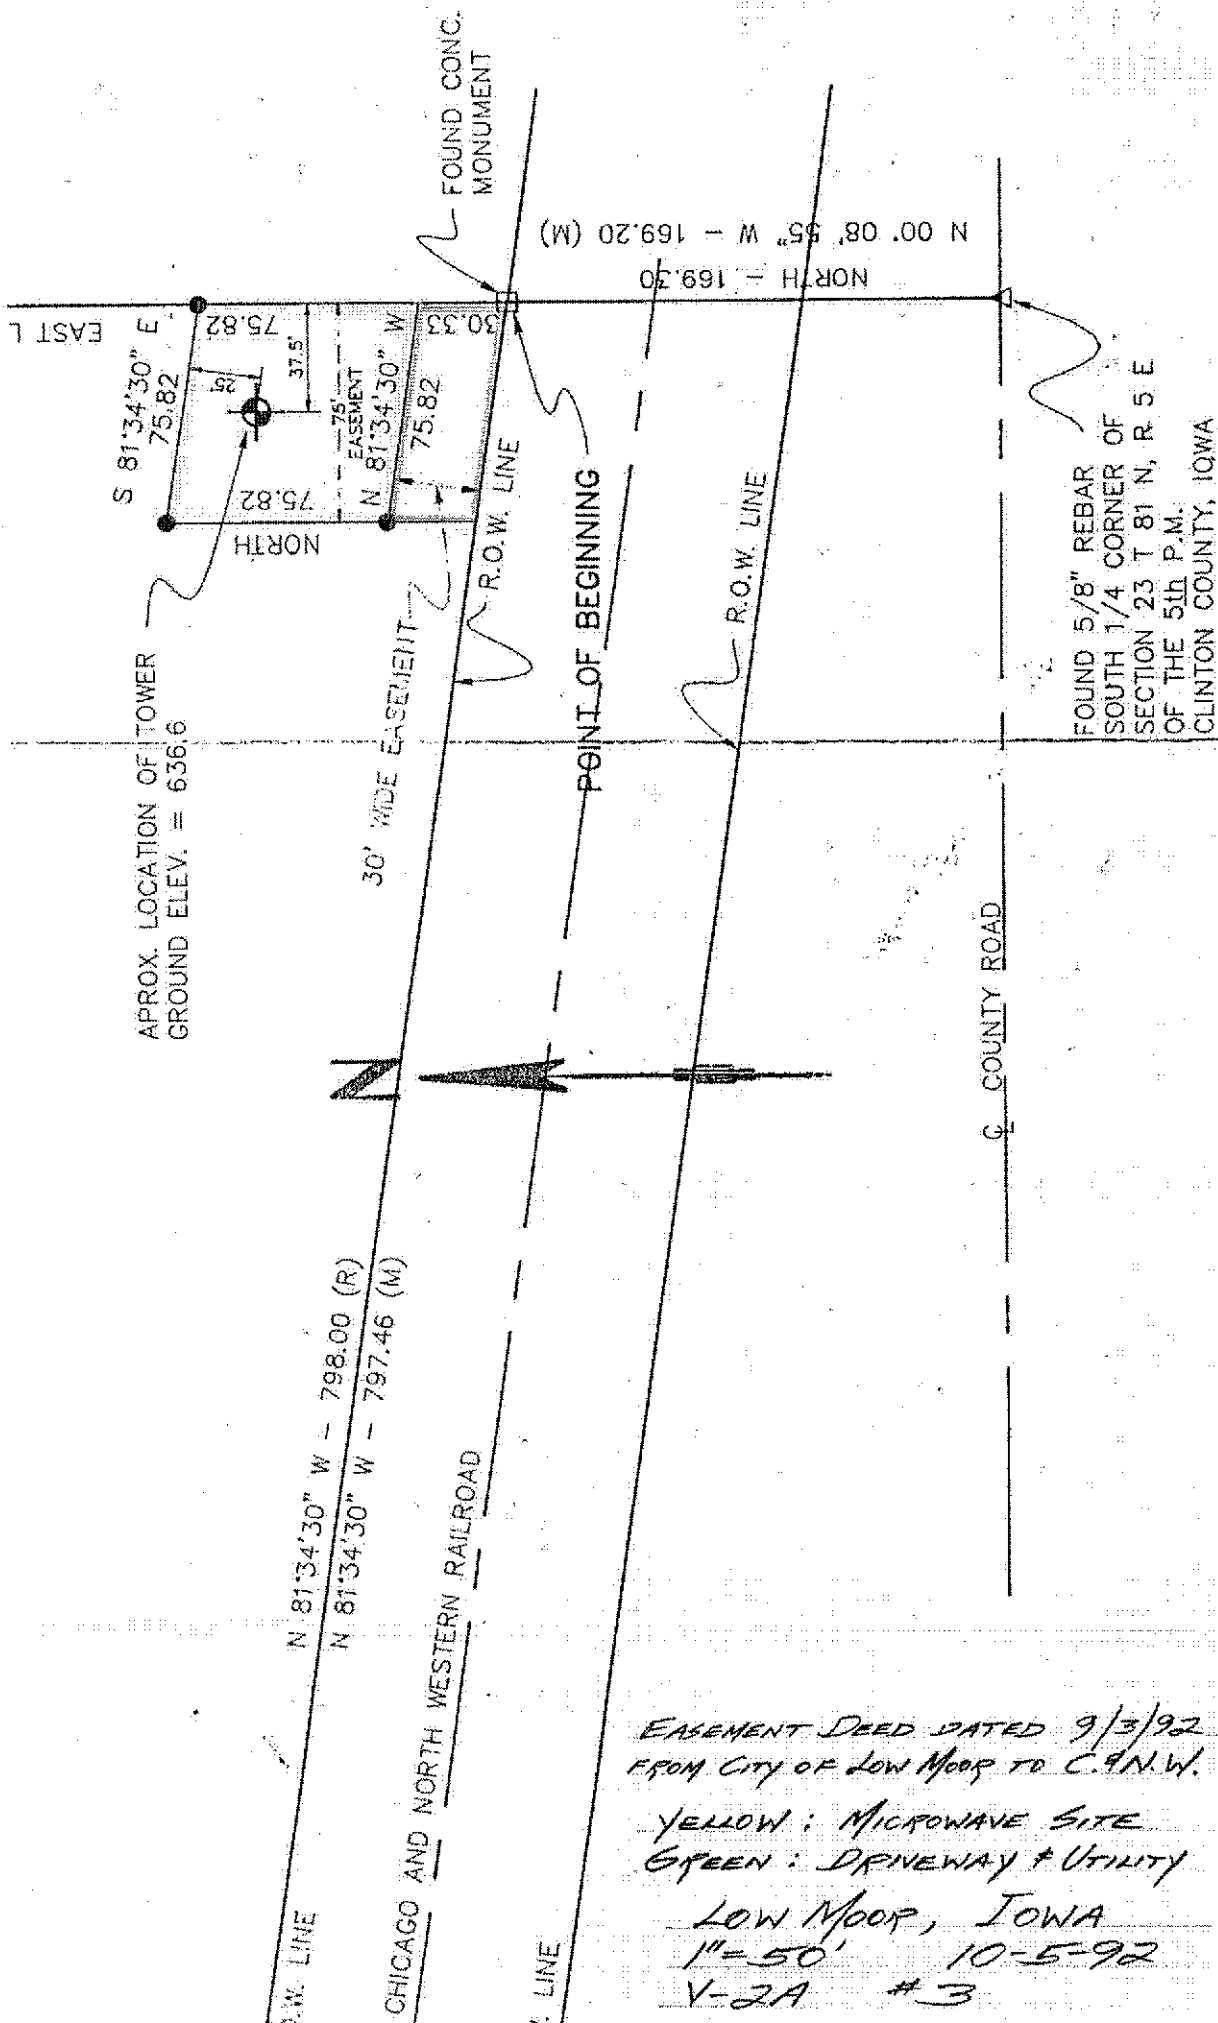 FOUND CONC.
MONUMENT
EAST L
S 81°34'30" E
75.82
75.82
25'
37.5'
75'
EASEMENT
N 81°34'30" W
75.82
75.82
NORTH
30.33
N 00° 08' 55" W - 169.20 (M)
NORTH - 169.30
APROX. LOCATION OF TOWER
GROUND ELEV. = 636.6
30' WIDE EASEMENT
R.O.W. LINE
POINT OF BEGINNING
R.O.W. LINE
FOUND 5/8" REBAR
SOUTH 1/4 CORNER OF
SECTION 23 T 81 N, R 5 E
OF THE 5th P.M.
CLINTON COUNTY, IOWA
N
COUNTY ROAD
N 81°34'30" W - 798.00 (R)
N 81°34'30" W - 797.46 (M)
CHICAGO AND NORTH WESTERN RAILROAD
.W. LINE
. LINE
EASEMENT DEED DATED 9/3/92
FROM CITY OF LOW MOOR TO C.&N.W.
YELLOW : MICROWAVE SITE
GREEN : DRIVEWAY & UTILITY
LOW MOOR, IOWA
1"=50' 10-5-92
V-2A #3